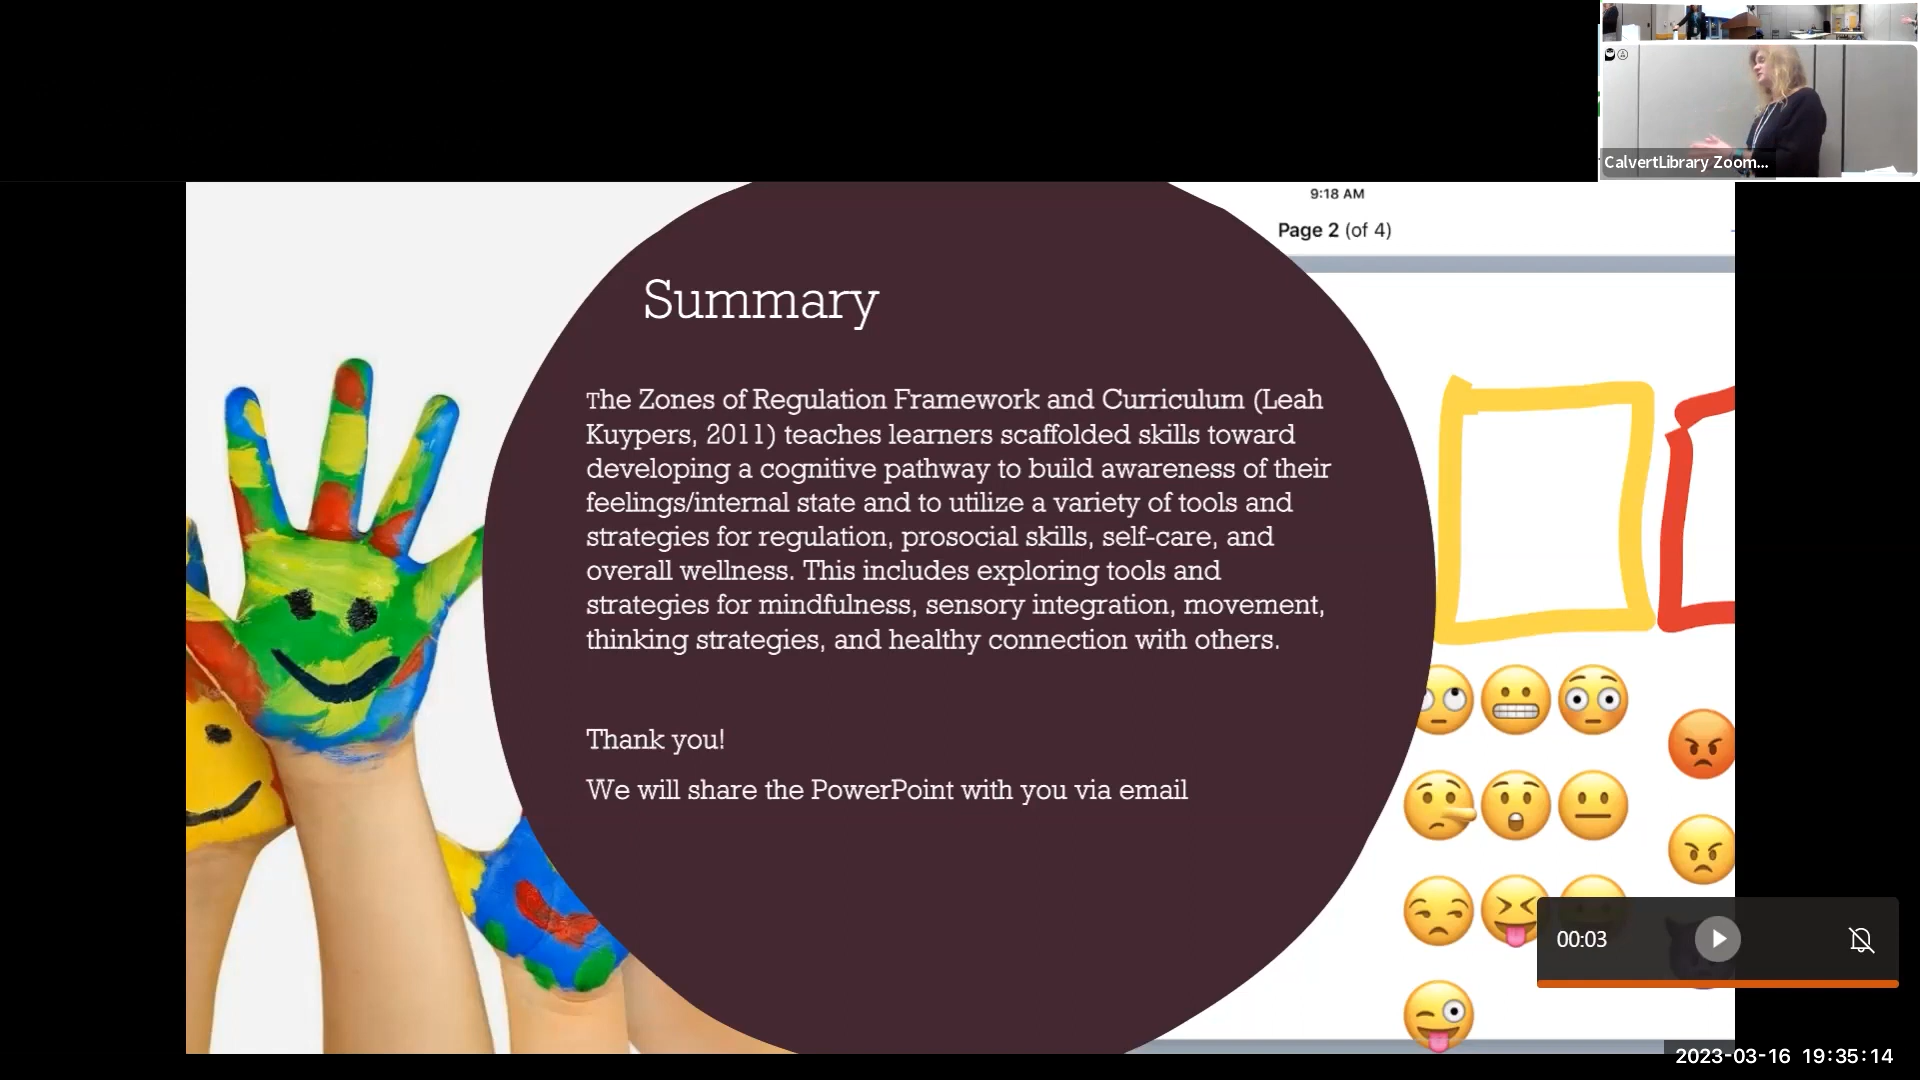 CalvertLibrary Zoom...
9:18 AM
Page 2 (of 4)
Summary
The Zones of Regulation Framework and Curriculum (Leah
Kuypers, 2011) teaches learners scaffolded skills toward
developing a cognitive pathway to build awareness of their
feelings/internal state and to utilize a variety of tools and
strategies for regulation, prosocial skills, self-care, and
overall wellness. This includes exploring tools and
strategies for mindfulness, sensory integration, movement,
thinking strategies, and healthy connection with others.
Thank you!
We will share the PowerPoint with you via email
00:03
2023-03-16 19:35:14